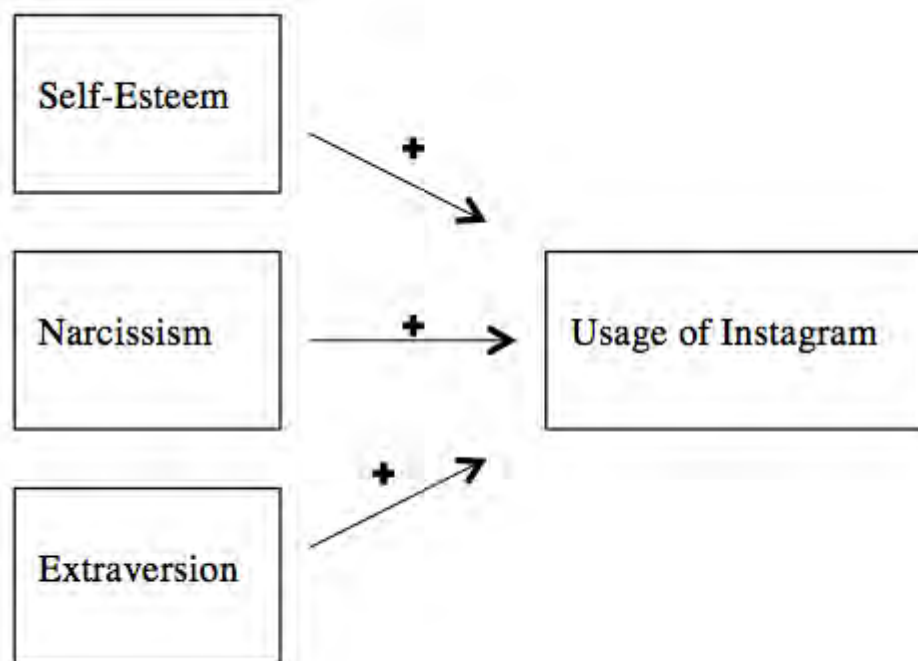 Self-Esteem
+
Narcissism
+
Usage of Instagram
+
Extraversion